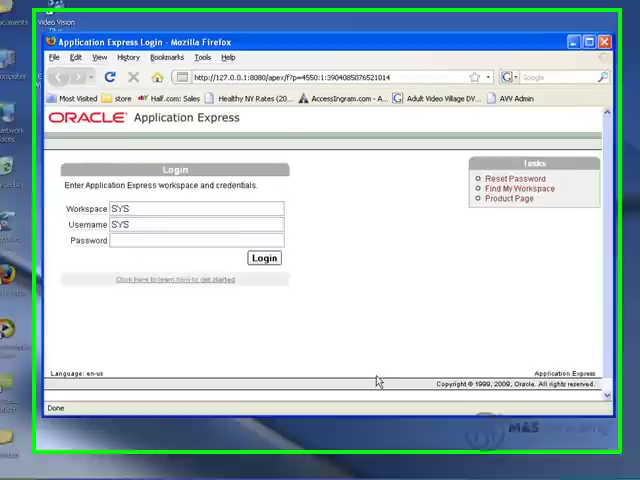 Video Vision
ocuments
Application Express Login - Mozilla Firefox
File Edit View History Bookmarks Tools Help
omputer
http://127.0.0.1:8080/apex/f?p=4550:1:3904085076521014
Google
Most Visited store Half.com: Sales Healthy NY Rates (20... AccessIngram.com - A... Adult Video Village DV... AVV Admin
ORACLE Application Express
Login
Tasks
Enter Application Express workspace and credentials.
Reset Password
Find My Workspace
Product Page
Workspace SYS
Username SYS
Password
Login
Click here to learn how to get started
Language: en-us
Application Express
Copyright © 1999, 2009, Oracle. All rights reserved.
Done
M&S